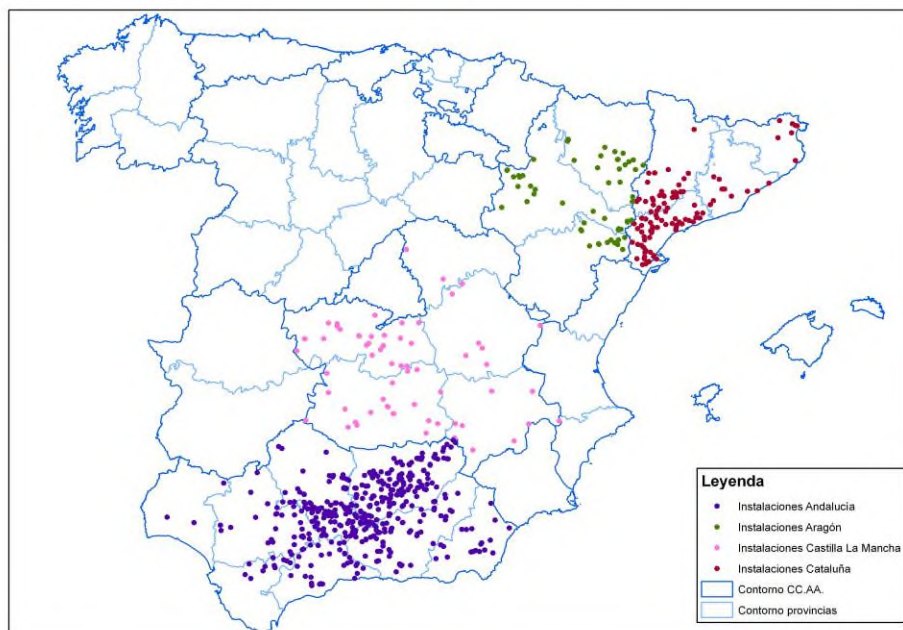 Leyenda
Instalaciones Andalucía
Instalaciones Aragón
Instalaciones Castilla La Mancha
Instalaciones Cataluña
Contorno CC.AA.
Contorno provincias